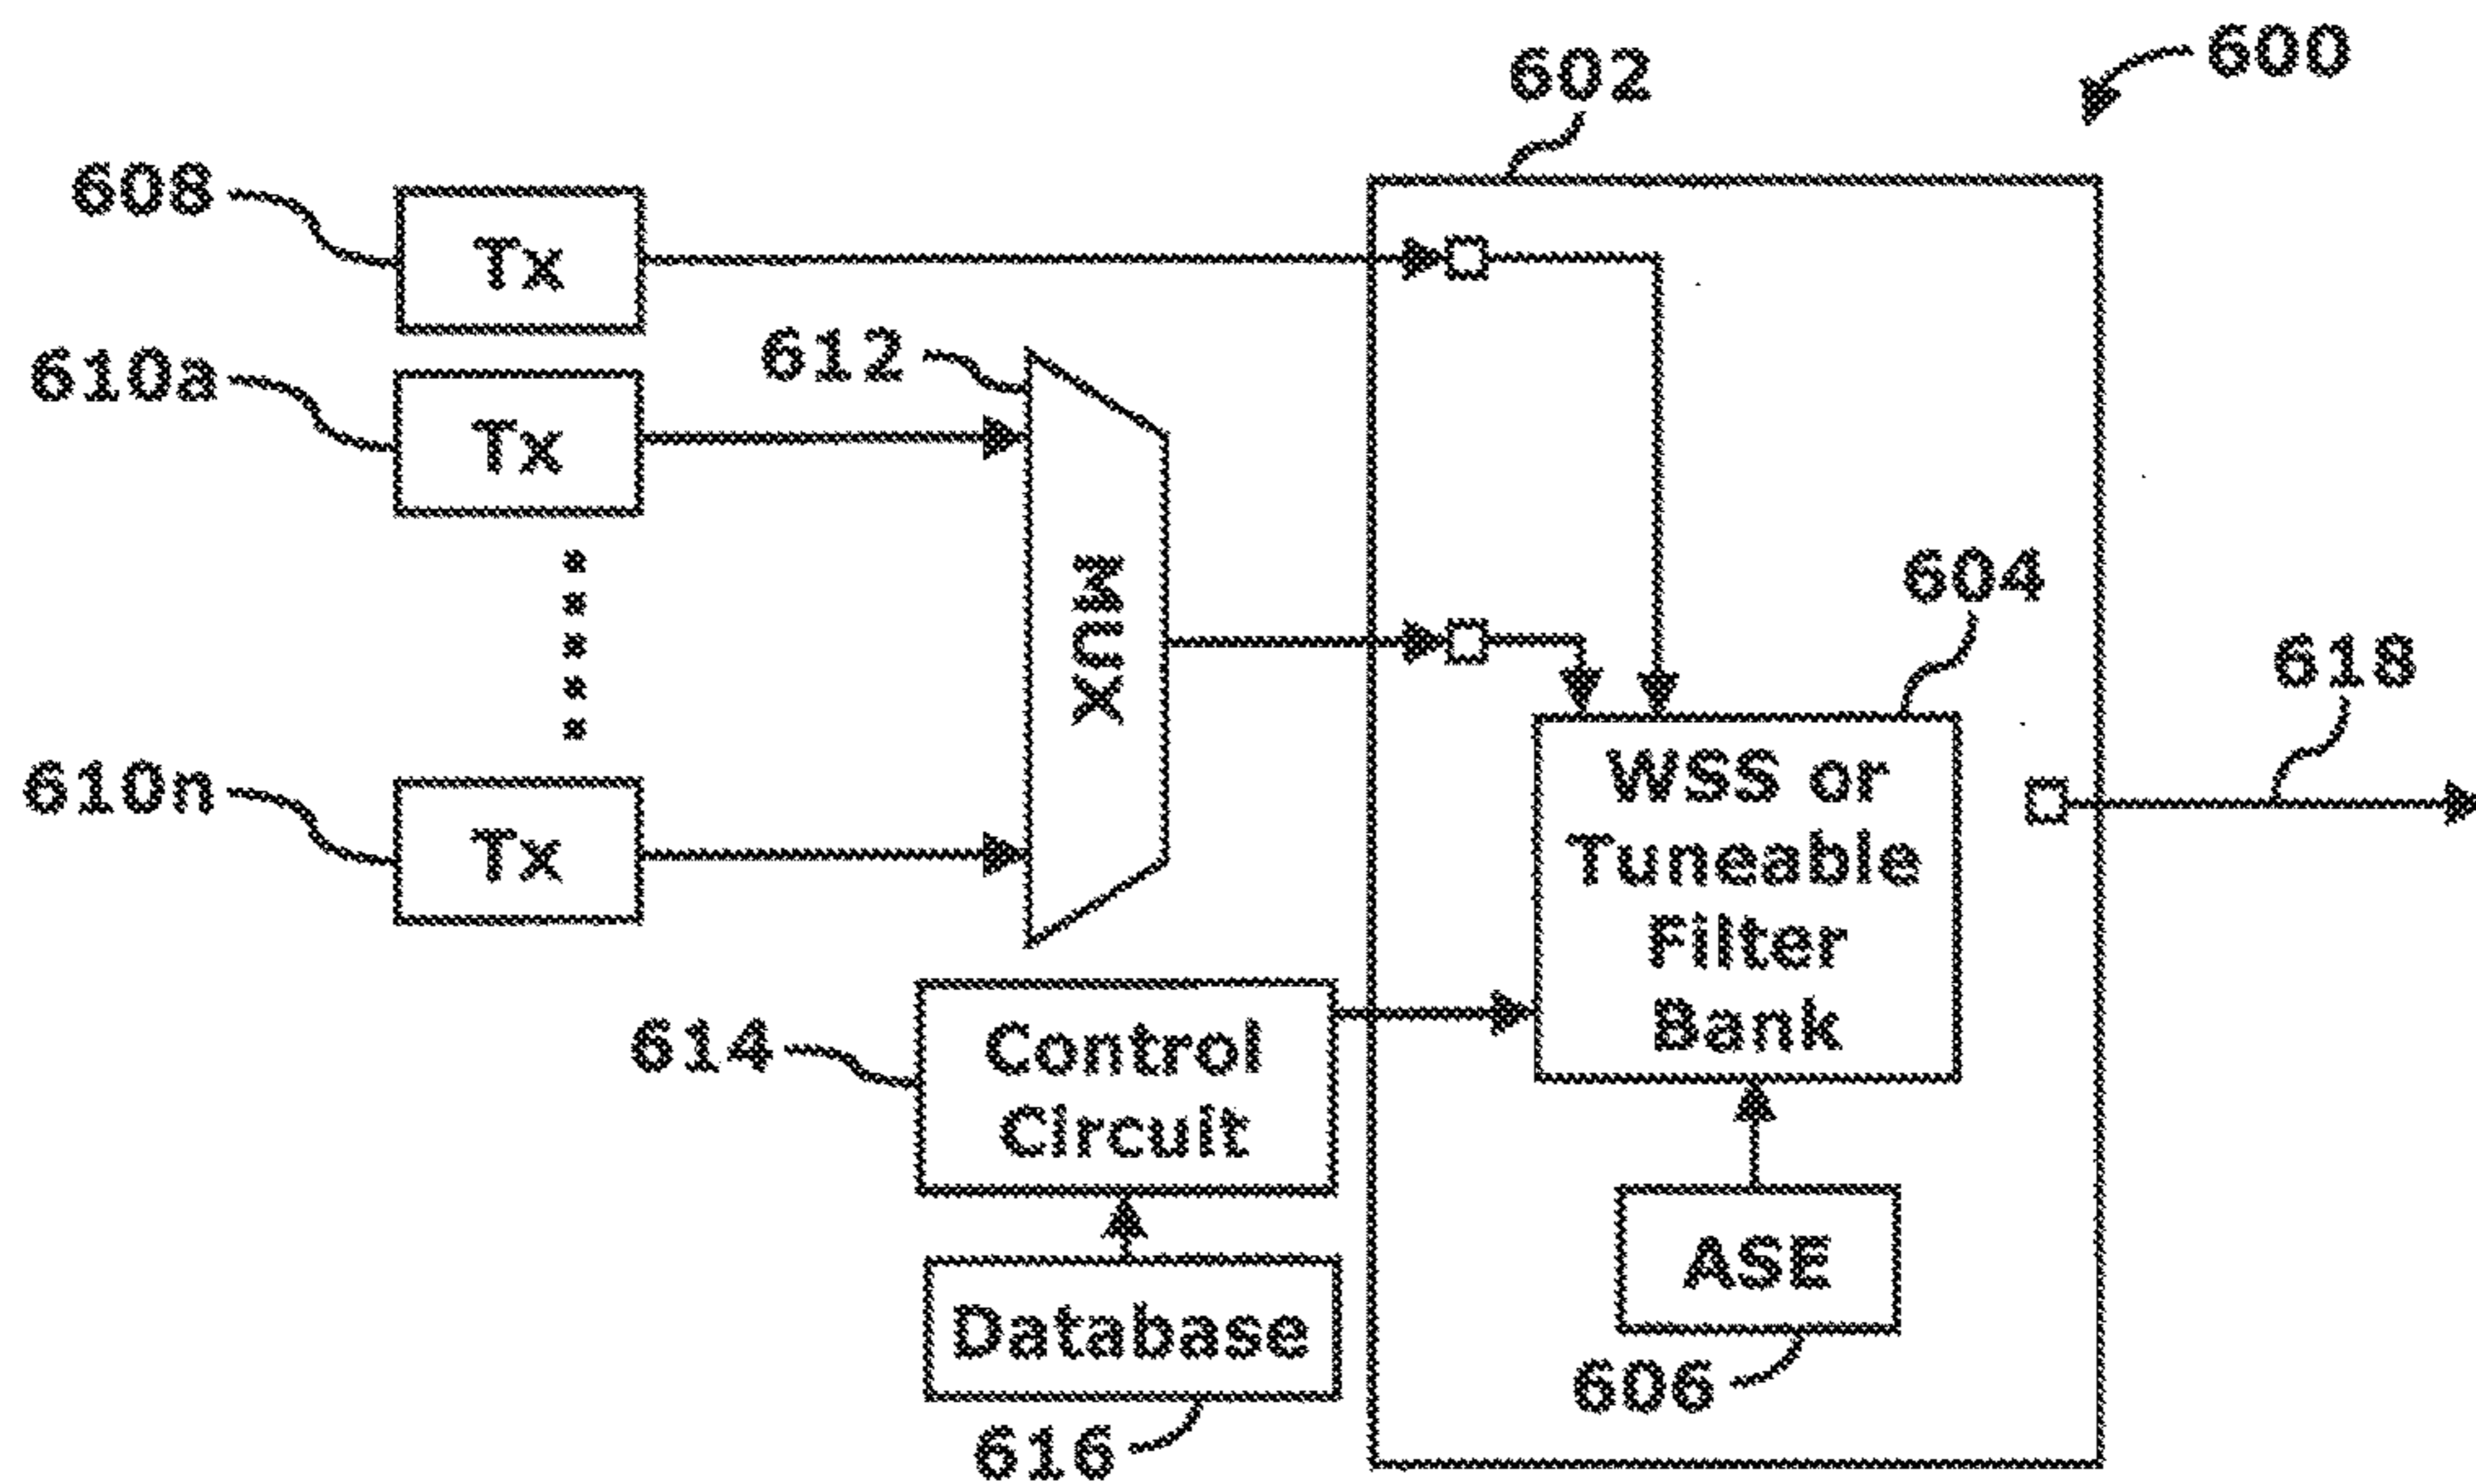 600
602
608
Tx
610a
Tx
612
MUX
604
618
610n
Tx
WSS or
Tuneable
Filter
Bank
614
Control
Circuit
ASE
Database
606
616